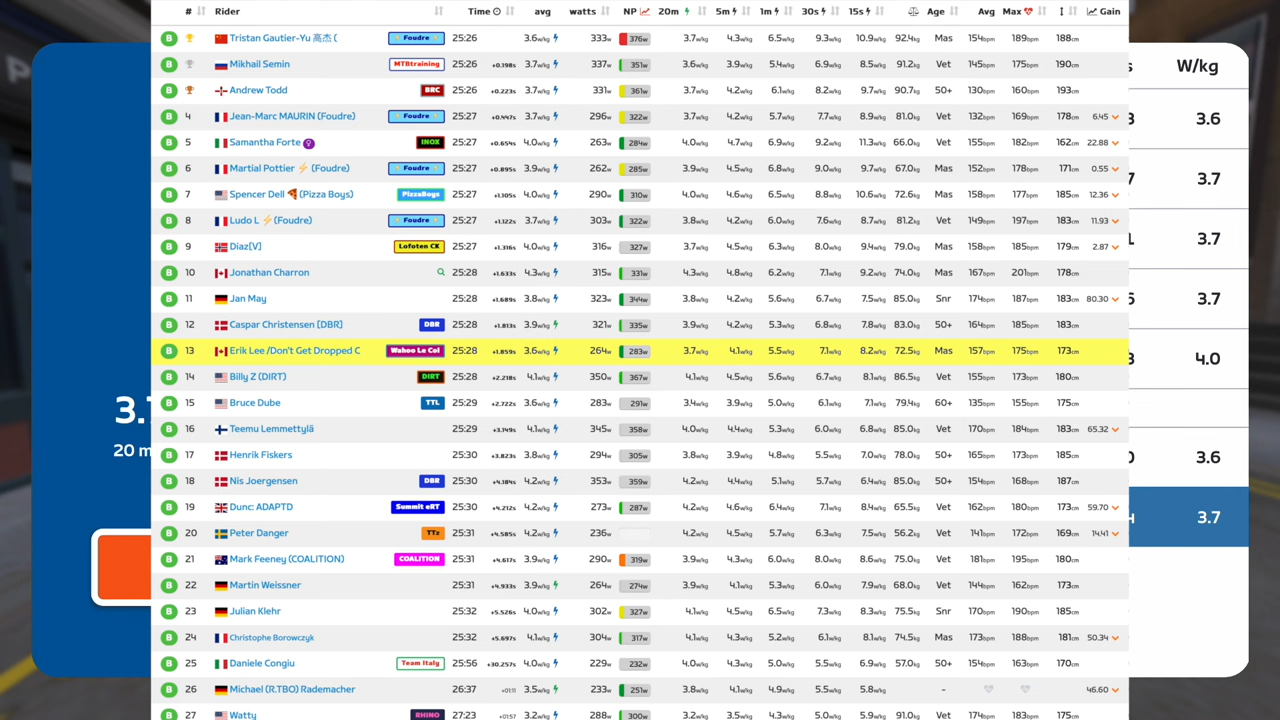 # Rider Time avg watts NP 20m 5m 1m 30s 15s Age Avg Max Gain
B Tristan Gautier-Yu 高杰 ( Foudre 25:26 3.6w/kg 333w 376w 3.7w/kg 4.3w/kg 6.5w/kg 9.3w/kg 10.9w/kg 92.4kg Mas 154bpm 189bpm 188cm
B Mikhail Semin MTBtraining 25:26 +0.198s 3.7w/kg 337w 351w 3.6w/kg 3.9w/kg 5.4w/kg 6.9w/kg 8.0w/kg 91.2kg Vet 145bpm 175bpm 190cm
B Andrew Todd BRC 25:26 +0.223s 3.7w/kg 331w 361w 3.7w/kg 4.2w/kg 6.1w/kg 8.2w/kg 9.7w/kg 90.7kg 50+ 130bpm 160bpm 193cm
B 4 Jean-Marc MAURIN (Foudre) Foudre 25:27 +0.447s 3.7w/kg 296w 322w 3.7w/kg 4.2w/kg 5.7w/kg 7.7w/kg 8.9w/kg 81.0kg Vet 132bpm 169bpm 178cm 6.45
B 5 Samantha Forte INOX 25:27 +0.654s 4.0w/kg 263w 284w 4.0w/kg 4.7w/kg 6.9w/kg 9.2w/kg 11.3w/kg 66.0kg Vet 155bpm 182bpm 162cm 22.88
B 6 Martial Pottier ⚡ (Foudre) Foudre 25:27 +0.895s 3.9w/kg 262w 285w 3.9w/kg 4.5w/kg 6.8w/kg 9.0w/kg 9.7w/kg 67.0kg Mas 152bpm 178bpm 171cm 0.55
B 7 Spencer Dell 🍕(Pizza Boys) PizzaBoys 25:27 +1.105s 4.0w/kg 290w 310w 4.0w/kg 4.4w/kg 6.5w/kg 8.8w/kg 10.6w/kg 72.6kg Mas 158bpm 177bpm 185cm
B 8 Ludo L ⚡(Foudre) Foudre 25:27 +1.122s 3.7w/kg 303w 322w 3.8w/kg 4.2w/kg 6.0w/kg 7.6w/kg 8.7w/kg 81.2kg Vet 149bpm 197bpm 183cm 11.93
B 9 Diaz[V] Lofoten CK 25:27 +1.316s 4.0w/kg 316w 327w 3.7w/kg 4.5w/kg 6.3w/kg 8.0w/kg 9.4w/kg 79.0kg Mas 158bpm 185bpm 179cm 2.87
B 10 Jonathan Charron 25:28 +1.633s 4.3w/kg 315w 331w 4.3w/kg 4.8w/kg 6.2w/kg 7.1w/kg 9.2w/kg 74.0kg Mas 167bpm 201bpm 178cm
B 11 Jan May 25:28 +1.689s 3.8w/kg 323w 344w 3.8w/kg 4.2w/kg 5.6w/kg 6.7w/kg 7.5w/kg 85.0kg Snr 174bpm 187bpm 183cm 80.30
B 12 Caspar Christensen [DBR] DBR 25:28 +1.813s 3.9w/kg 321w 335w 3.9w/kg 4.2w/kg 5.3w/kg 6.8w/kg 7.8w/kg 83.0kg 50+ 164bpm 185bpm 183cm
B 13 Erik Lee /Don't Get Dropped C Wahoo Le Col 25:28 +1.859s 3.6w/kg 264w 283w 3.7w/kg 4.1w/kg 5.5w/kg 7.1w/kg 8.2w/kg 72.5kg Mas 157bpm 175bpm 173cm
B 14 Billy Z (DIRT) DIRT 25:28 +2.218s 4.1w/kg 350w 367w 4.1w/kg 4.5w/kg 5.6w/kg 6.7w/kg 8.1w/kg 86.5kg Vet 155bpm 173bpm 180cm
B 15 Bruce Dube TTL 25:29 +2.722s 3.6w/kg 283w 291w 3.4w/kg 3.9w/kg 5.1w/kg 6.1w/kg 7.1w/kg 79.4kg 60+ 135bpm 155bpm 175cm
B 16 Teemu Lemmettylä 25:29 +3.149s 4.1w/kg 345w 358w 4.0w/kg 4.4w/kg 5.3w/kg 6.0w/kg 6.8w/kg 85.0kg Vet 170bpm 184bpm 183cm 65.32
B 17 Henrik Fiskers 25:30 +3.823s 3.8w/kg 294w 305w 3.8w/kg 3.9w/kg 4.8w/kg 3.5w/kg 7.0w/kg 78.0kg 50+ 165bpm 173bpm 185cm
B 18 Nis Joergensen DBR 25:30 +4.184s 4.2w/kg 353w 359w 4.2w/kg 4.4w/kg 5.1w/kg 5.7w/kg 6.4w/kg 85.0kg 50+ 154bpm 168bpm 187cm
B 19 Dunc: ADAPTD Summit eRT 25:30 +4.212s 4.2w/kg 273w 287w 4.2w/kg 4.6w/kg 6.1w/kg 7.1w/kg 8.4w/kg 65.5kg Vet 162bpm 180bpm 173cm 59.70
B 20 Peter Danger TTz 25:31 +4.585s 4.2w/kg 236w 4.2w/kg 4.6w/kg 5.7w/kg 6.3w/kg 7.5w/kg 56.2kg Vet 141bpm 172bpm 169cm 14.41
B 21 Mark Feeney (COALITION) COALITION 25:31 +4.617s 3.9w/kg 290w 319w 3.9w/kg 4.3w/kg 6.0w/kg 8.0w/kg 8.6w/kg 75.0kg Mas 181bpm 195bpm 180cm
B 22 Martin Weissner 25:31 +4.933s 3.9w/kg 264w 274w 3.9w/kg 4.1w/kg 5.3w/kg 6.0w/kg 7.0w/kg 68.0kg Vet 144bpm 162bpm 173cm
B 23 Julian Klehr 25:32 +5.526s 4.0w/kg 302w 327w 4.1w/kg 4.5w/kg 6.5w/kg 7.3w/kg 8.3w/kg 75.5kg Snr 170bpm 190bpm 185cm
B 24 Christophe Borowczyk 25:32 +5.697s 4.1w/kg 304w 317w 4.1w/kg 4.3w/kg 5.2w/kg 6.1w/kg 8.1w/kg 74.5kg Mas 173bpm 188bpm 181cm 50.34
B 25 Daniele Congiu Team Italy 25:56 +30.257s 4.0w/kg 229w 232w 4.0w/kg 4.3w/kg 5.0w/kg 5.5w/kg 6.9w/kg 57.0kg 50+ 154bpm 163bpm 170cm
B 26 Michael (R.TBO) Rademacher 26:37 +01:11 3.5w/kg 233w 251w 3.8w/kg 4.1w/kg 4.9w/kg 5.5w/kg 5.8w/kg - 46.60
B 27 Watty RHINO 27:23 +01:57 3.2w/kg 288w 300w 3.2w/kg 3.7w/kg 4.3w/kg 5.0w/kg 5.9w/kg 91.0kg Vet 174bpm 183bpm 175cm
W/kg
3.6
3.7
3.7
3.7
4.0
3.6
3.7
3.
20 m